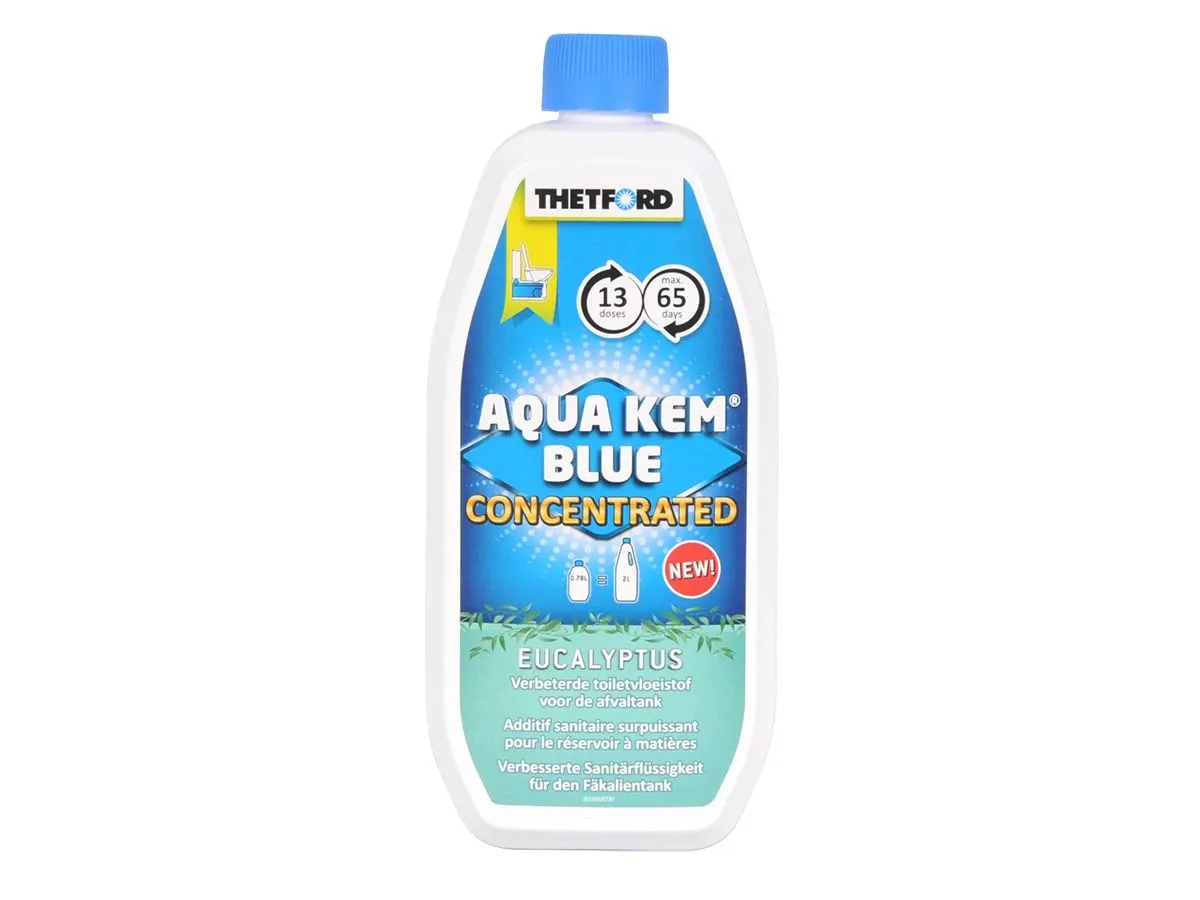 THETFORD
13
doses
max.
65
days
AQUA KEM®
BLUE
CONCENTRATED
0.78L = 2L
NEW!
EUCALYPTUS
Verbeterde toiletvloeistof
voor de afvaltank
Additif sanitaire surpuissant
pour le réservoir à matières
Verbesserte Sanitärflüssigkeit
für den Fäkalientank